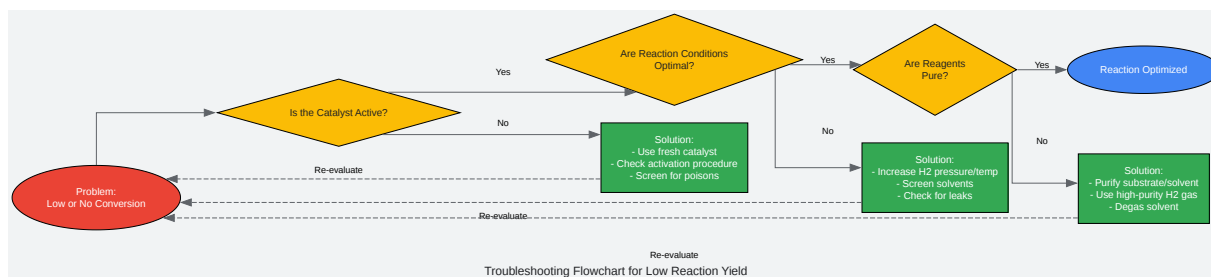 Are Reaction Conditions
Optimal?
Yes
Are Reagents
Pure?
Yes
Reaction Optimized
Yes
Is the Catalyst Active?
No
Solution:
- Use fresh catalyst
- Check activation procedure
- Screen for poisons
No
Solution:
- Increase H2 pressure/temp
- Screen solvents
- Check for leaks
No
Solution:
- Purify substrate/solvent
- Use high-purity H2 gas
- Degas solvent
Re-evaluate
Problem:
Low or No Conversion
Re-evaluate
Re-evaluate
Troubleshooting Flowchart for Low Reaction Yield